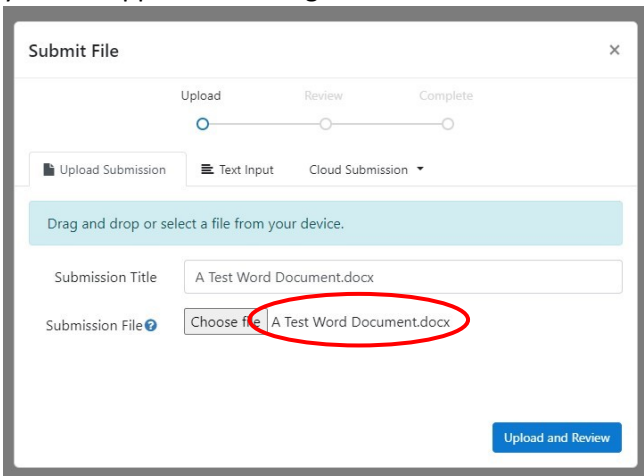 Submit File
×
Upload Review Complete
Upload Submission Text Input Cloud Submission
Drag and drop or select a file from your device.
Submission Title A Test Word Document.docx
Submission File Choose file A Test Word Document.docx
Upload and Review